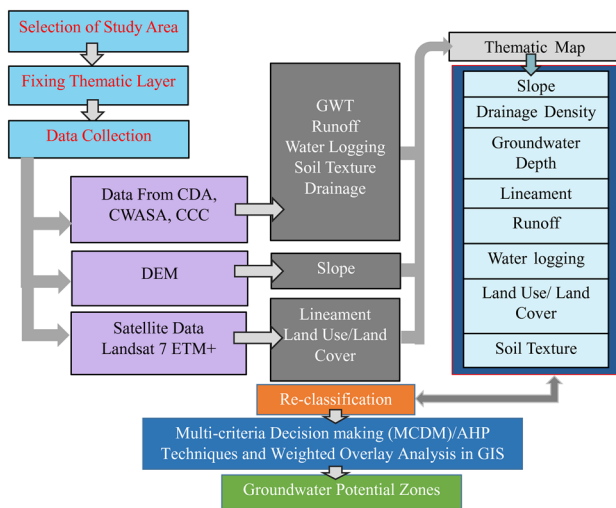 Selection of Study Area
Fixing Thematic Layer
Data Collection
Data From CDA,
CWASA, CCC
DEM
Satellite Data
Landsat 7 ETM+
GWT
Runoff
Water Logging
Soil Texture
Drainage
Slope
Lineament
Land Use/Land
Cover
Thematic Map
Slope
Drainage Density
Groundwater
Depth
Lineament
Runoff
Water logging
Land Use/ Land
Cover
Soil Texture
Re-classification
Multi-criteria Decision making (MCDM)/AHP
Techniques and Weighted Overlay Analysis in GIS
Groundwater Potential Zones